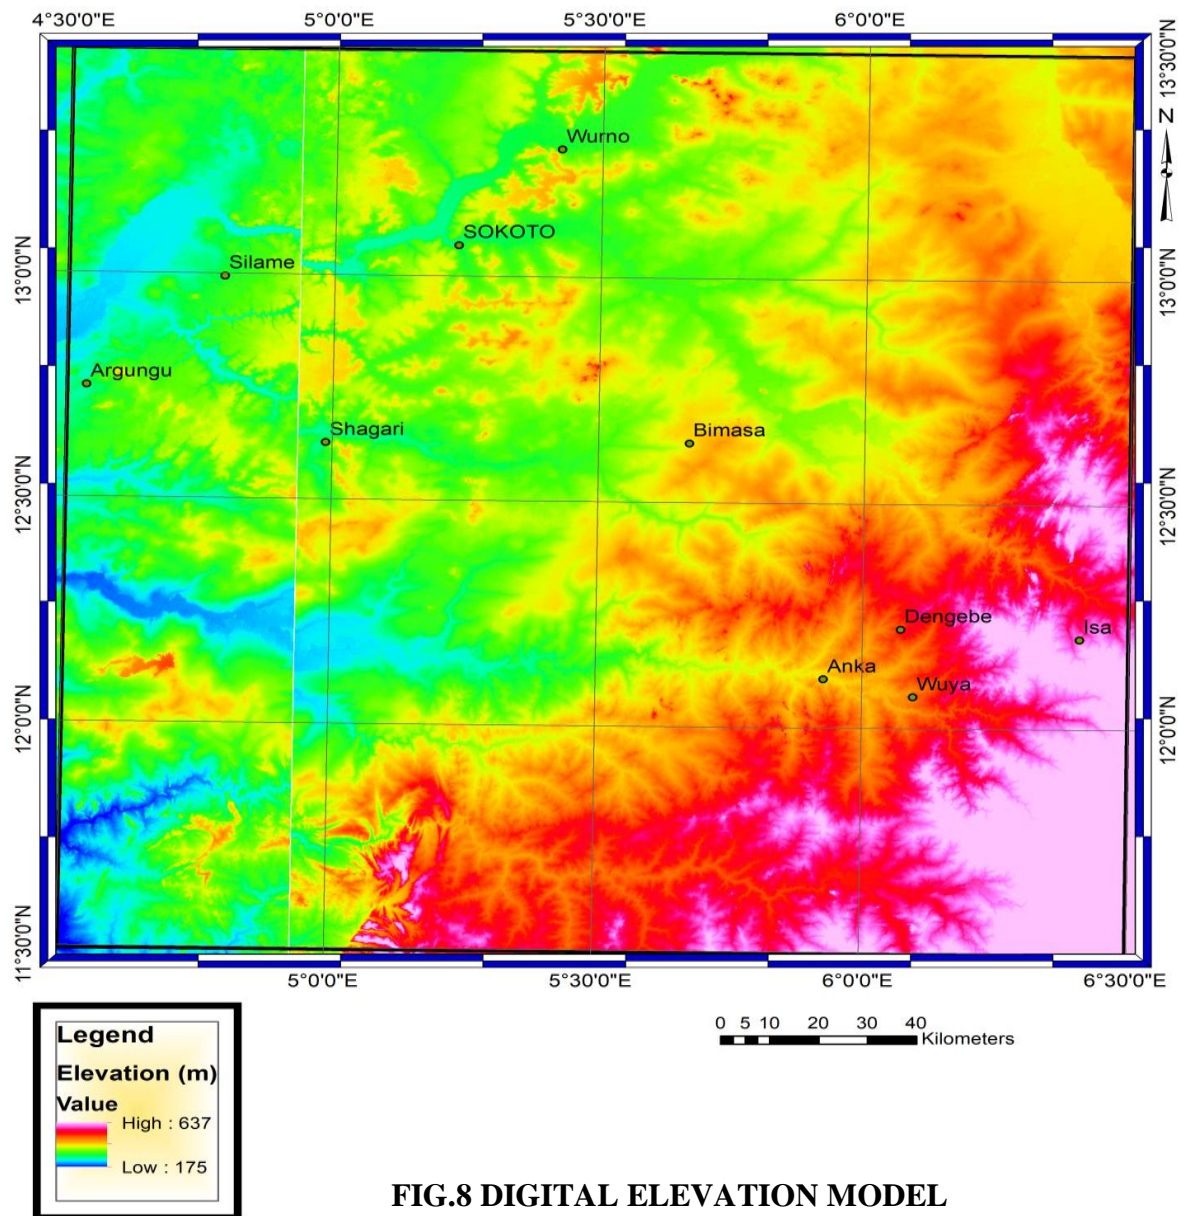 4°30'0"E 5°0'0"E 5°30'0"E 6°0'0"E
13°30'0"N
N
Wurno
SOKOTO
Silame
13°0'0"N
13°0'0"N
Argungu
Shagari
Bimasa
12°30'0"N
12°30'0"N
Dengebe
Isa
Anka
Wuya
12°0'0"N
12°0'0"N
11°30'0"N
5°0'0"E 5°30'0"E 6°0'0"E 6°30'0"E
Legend
Elevation (m)
Value
High : 637
Low : 175
0 5 10 20 30 40
Kilometers
FIG.8 DIGITAL ELEVATION MODEL